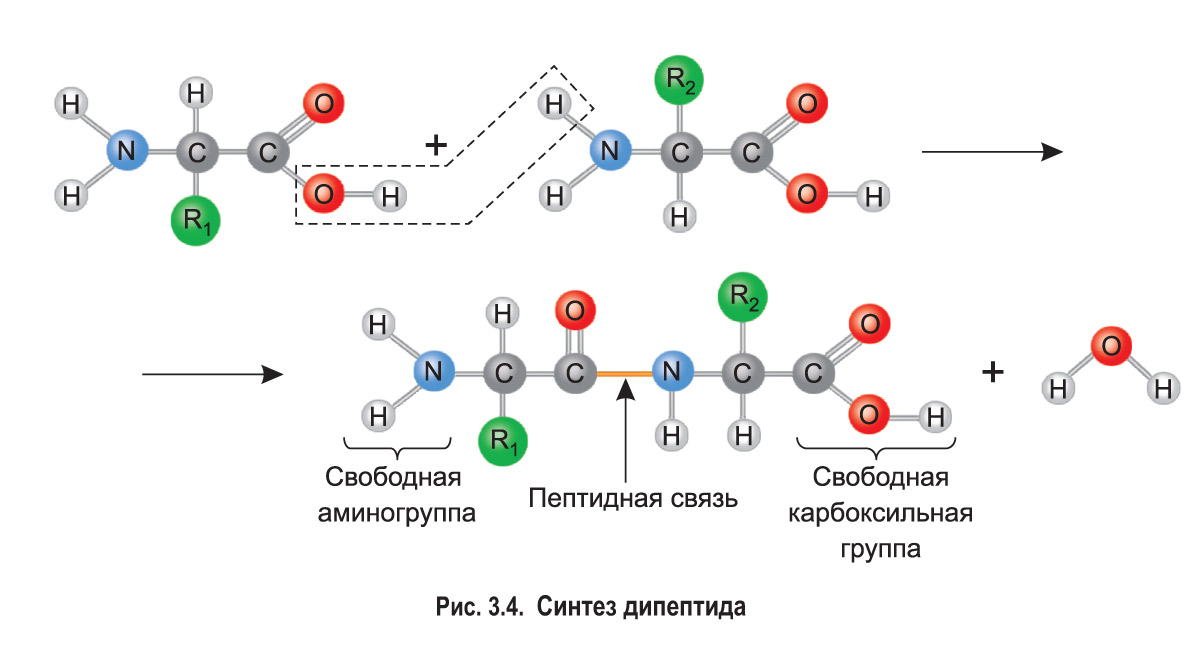 H H O H R₂ O
N C C + N C C
H R₁ O H H H O H
H H O R₂ O
N C C N C C + O
H R₁ H H O H H H
Свободная аминогруппа
Пептидная связь
Свободная карбоксильная группа
Рис. 3.4. Синтез дипептида